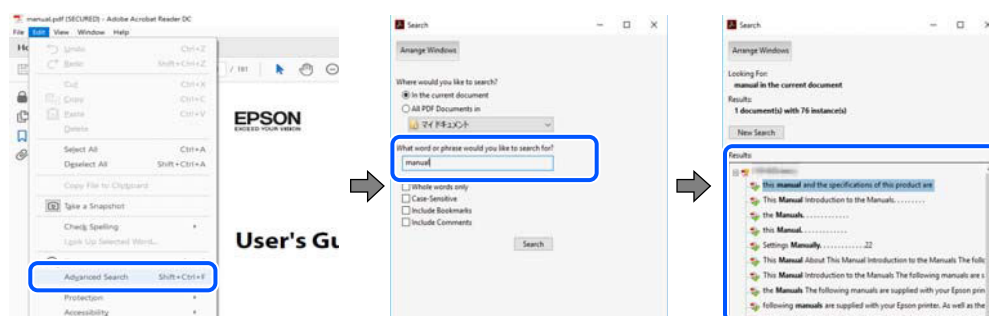 manual.pdf (SECURED) - Adobe Acrobat Reader DC
File Edit View Window Help
Undo Ctrl+Z
Redo Shift+Ctrl+Z
Cut Ctrl+X
Copy Ctrl+C
Paste Ctrl+V
Delete
Select All Ctrl+A
Deselect All Shift+Ctrl+A
Copy File to Clipboard
Take a Snapshot
Check Spelling
Look Up Selected Word...
Advanced Search Shift+Ctrl+F
Protection
Accessibility
/ 181
EPSON
EXCEED YOUR VISION
User's Gu
Search
Arrange Windows
Where would you like to search?
In the current document
All PDF Documents in
マイドキュメント
What word or phrase would you like to search for?
manual
Whole words only
Case-Sensitive
Include Bookmarks
Include Comments
Search
Search
Arrange Windows
Looking For:
manual in the current document
Results:
1 document(s) with 76 instance(s)
New Search
Results:
this manual and the specifications of this product are
This Manual Introduction to the Manuals. . . . . . . . .
the Manuals. . . . . . . . . . . . .
this Manual. . . . . . . . . . . . .
Settings Manually. . . . . . . . . . . . .22
This Manual About This Manual Introduction to the Manuals The follo
This Manual Introduction to the Manuals The following manuals are s
the Manuals The following manuals are supplied with your Epson prin
following manuals are supplied with your Epson printer. As well as the